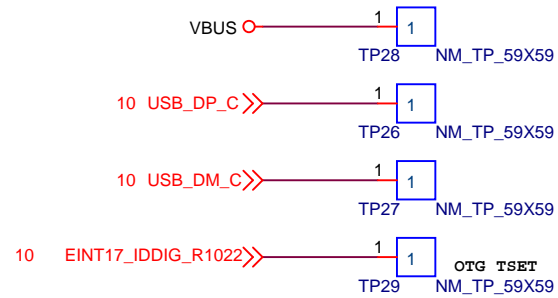 VBUS 1 1
TP28 NM_TP_59X59
10 USB_DP_C 1 1
TP26 NM_TP_59X59
10 USB_DM_C 1 1
TP27 NM_TP_59X59
10 EINT17_IDDIG_R1022 1 1
OTG TSET
TP29 NM_TP_59X59